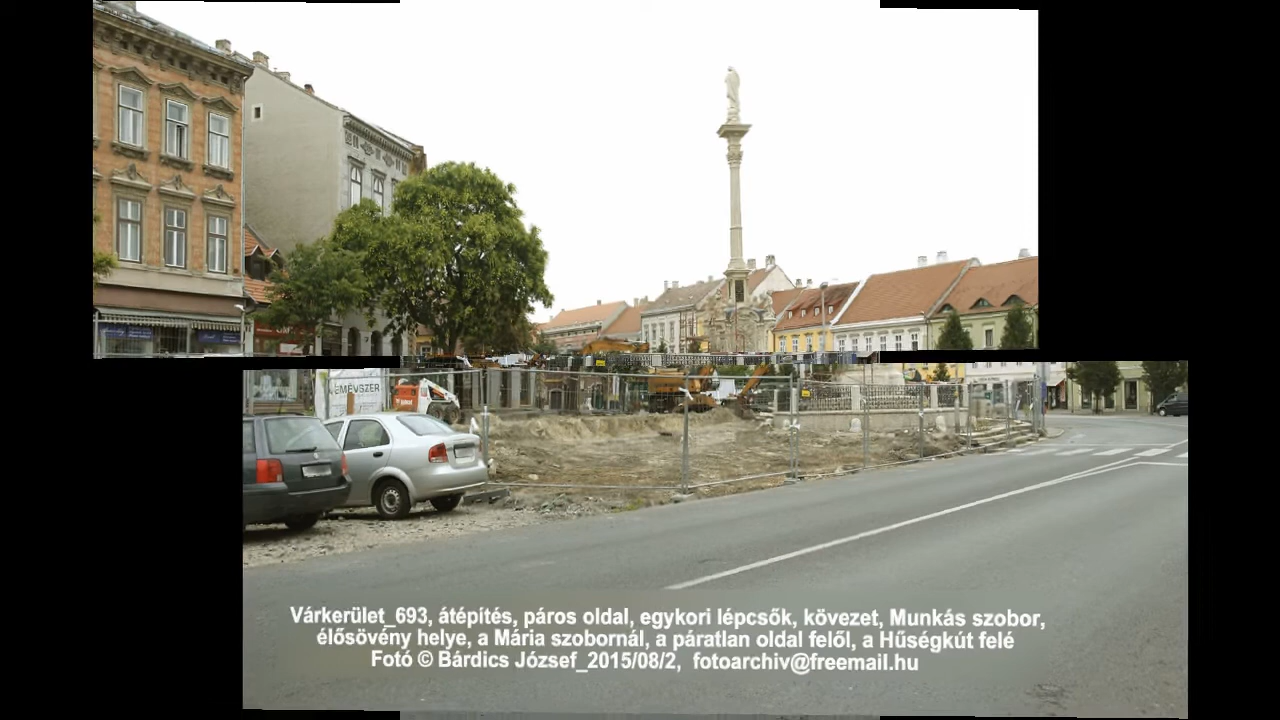 EMÉVSZER
Várkerület_693, átépítés, páros oldal, egykori lépcsők, kövezet, Munkás szobor,
élősövény helye, a Mária szobornál, a páratlan oldal felől, a Hűségkút felé
Fotó © Bárdics József_2015/08/2, fotoarchiv@freemail.hu